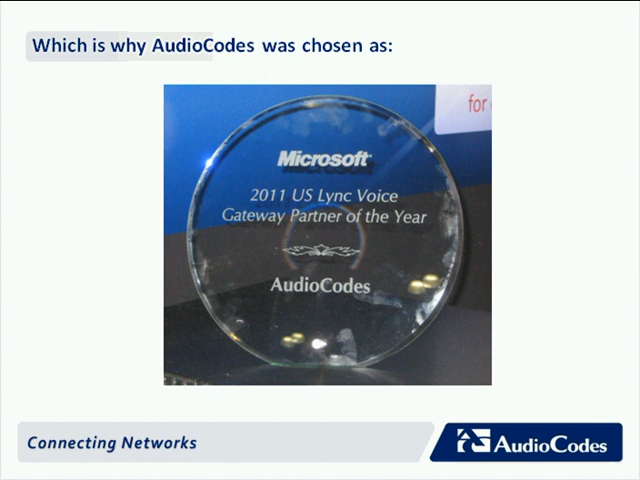 Which is why AudioCodes was chosen as:
for
Microsoft
2011 US Lync Voice
Gateway Partner of the Year
AudioCodes
Connecting Networks
AudioCodes